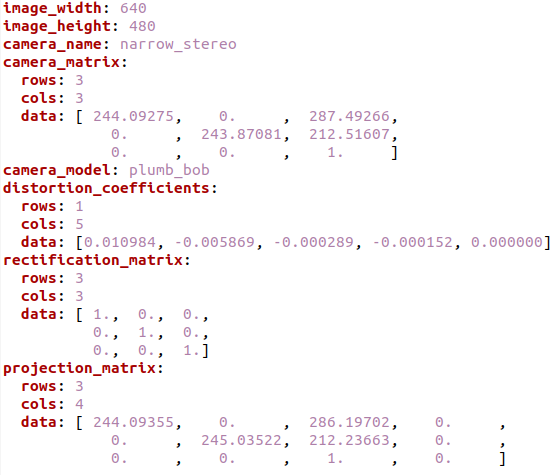 image_width: 640
image_height: 480
camera_name: narrow_stereo
camera_matrix:
  rows: 3
  cols: 3
  data: [ 244.09275,    0.     ,  287.49266,
            0.     ,  243.87081,  212.51607,
            0.     ,    0.     ,    1.     ]
camera_model: plumb_bob
distortion_coefficients:
  rows: 1
  cols: 5
  data: [0.010984, -0.005869, -0.000289, -0.000152, 0.000000]
rectification_matrix:
  rows: 3
  cols: 3
  data: [ 1.,  0.,  0.,
          0.,  1.,  0.,
          0.,  0.,  1.]
projection_matrix:
  rows: 3
  cols: 4
  data: [ 244.09355,    0.     ,  286.19702,    0.     ,
            0.     ,  245.03522,  212.23663,    0.     ,
            0.     ,    0.     ,    1.     ,    0.     ]